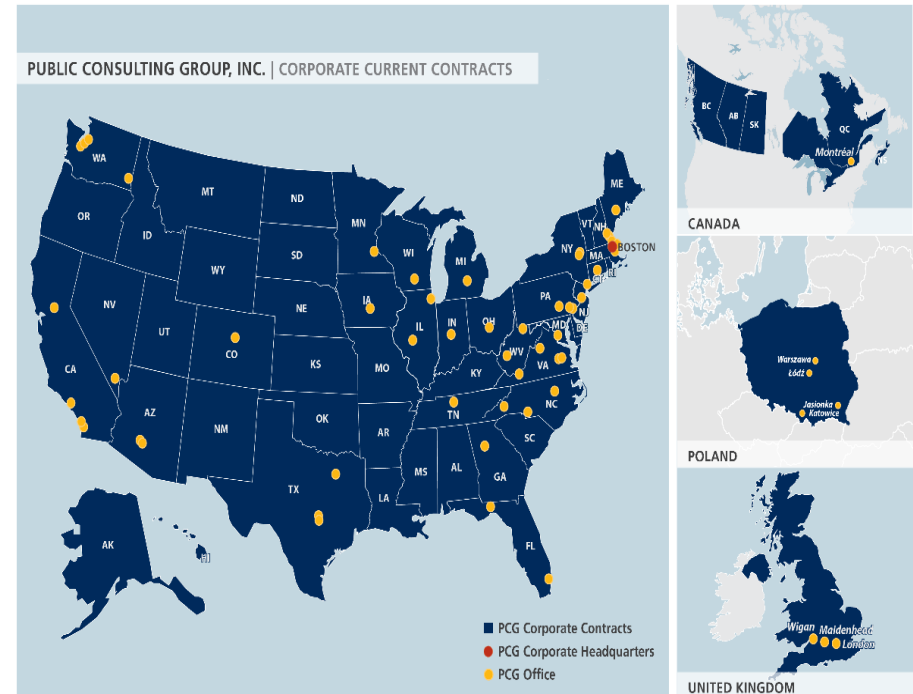 PUBLIC CONSULTING GROUP, INC. | CORPORATE CURRENT CONTRACTS
WA
MT
ND
MN
ME
OR
ID
SD
WI
MI
VT
NH
NY
BOSTON
MA
WY
RI
CT
NV
NE
IA
PA
NJ
UT
CO
IL
IN
OH
MD
DE
WV
VA
CA
KS
MO
KY
AZ
NM
OK
AR
TN
NC
SC
TX
LA
MS
AL
GA
FL
AK
HI
PCG Corporate Contracts
PCG Corporate Headquarters
PCG Office
BC
AB
SK
QC
Montréal
NS
CANADA
Warszawa
Łódź
Jasionka
Katowice
POLAND
Wigan
Maidenhead
London
UNITED KINGDOM